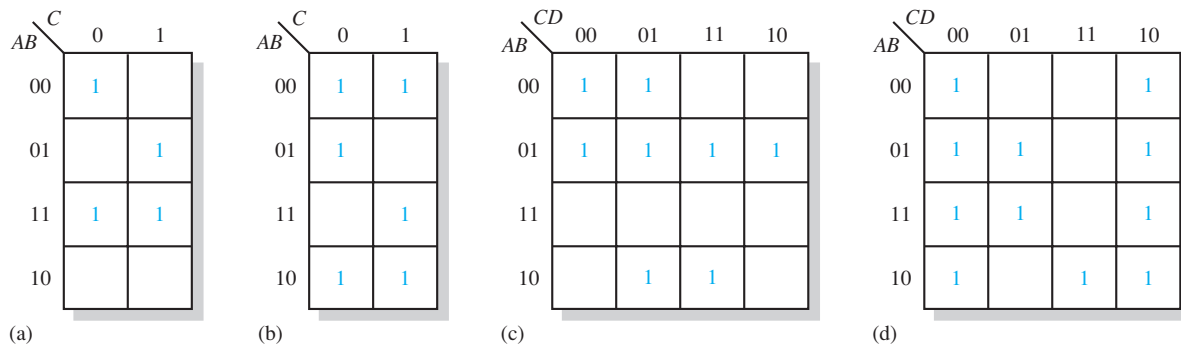 C C CD CD
AB 0 1 AB 0 1 AB 00 01 11 10 AB 00 01 11 10
00 1 00 1 1 00 1 1 00 1 1
01 1 01 1 01 1 1 1 1 01 1 1 1
11 1 1 11 1 11 11 1 1 1
10 10 1 1 10 1 1 10 1 1 1
(a) (b) (c) (d)